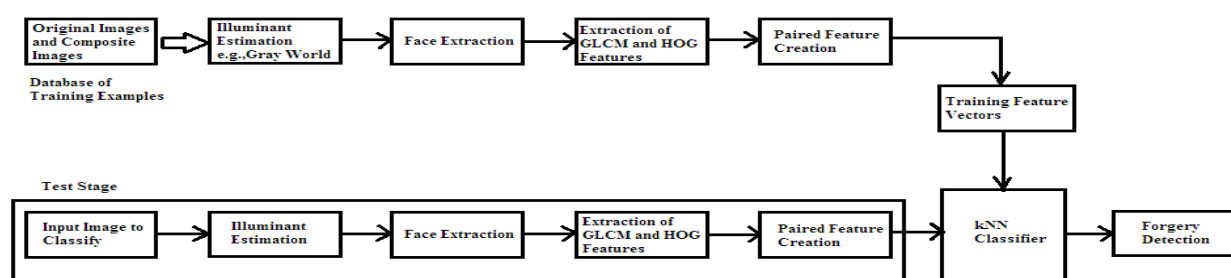 Original Images
and Composite
Images
Illuminant
Estimation
e.g.,Gray World
Face Extraction
Extraction of
GLCM and HOG
Features
Paired Feature
Creation
Database of
Training Examples
Training Feature
Vectors
Test Stage
Input Image to
Classify
Illuminant
Estimation
Face Extraction
Extraction of
GLCM and HOG
Features
Paired Feature
Creation
kNN
Classifier
Forgery
Detection